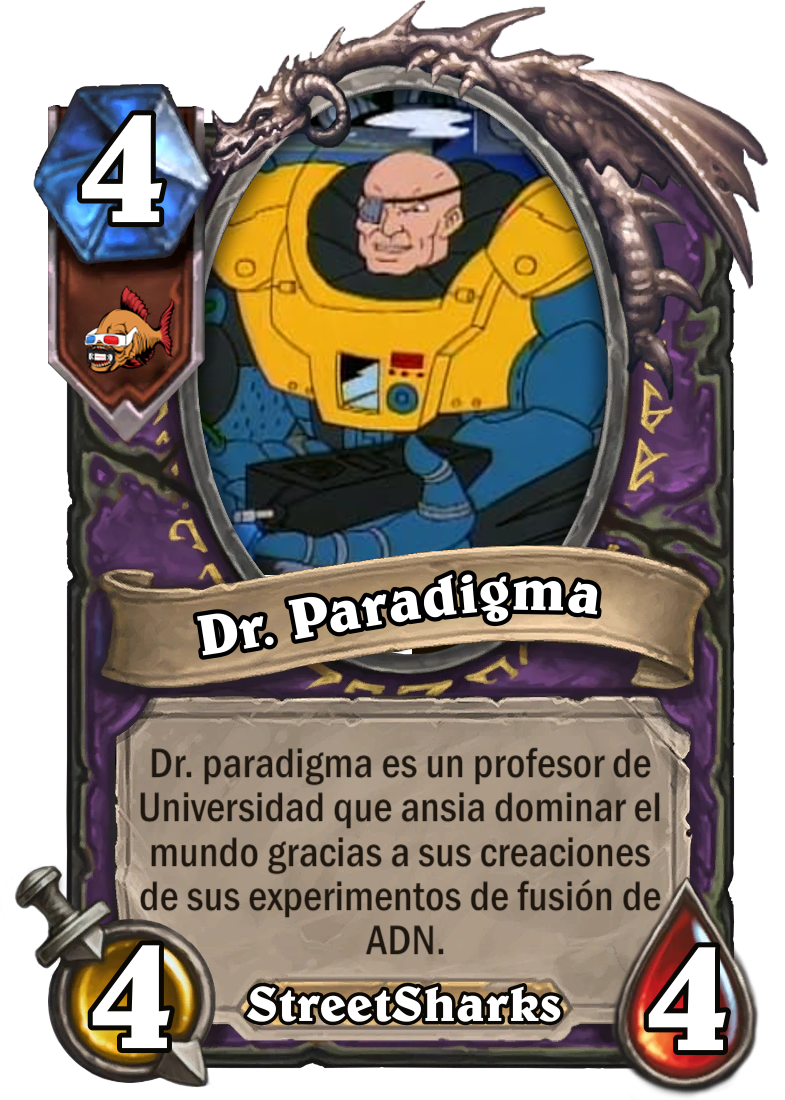 4
Dr. Paradigma
Dr. paradigma es un profesor de
Universidad que ansia dominar el
mundo gracias a sus creaciones
de sus experimentos de fusión de
ADN.
4
StreetSharks
4